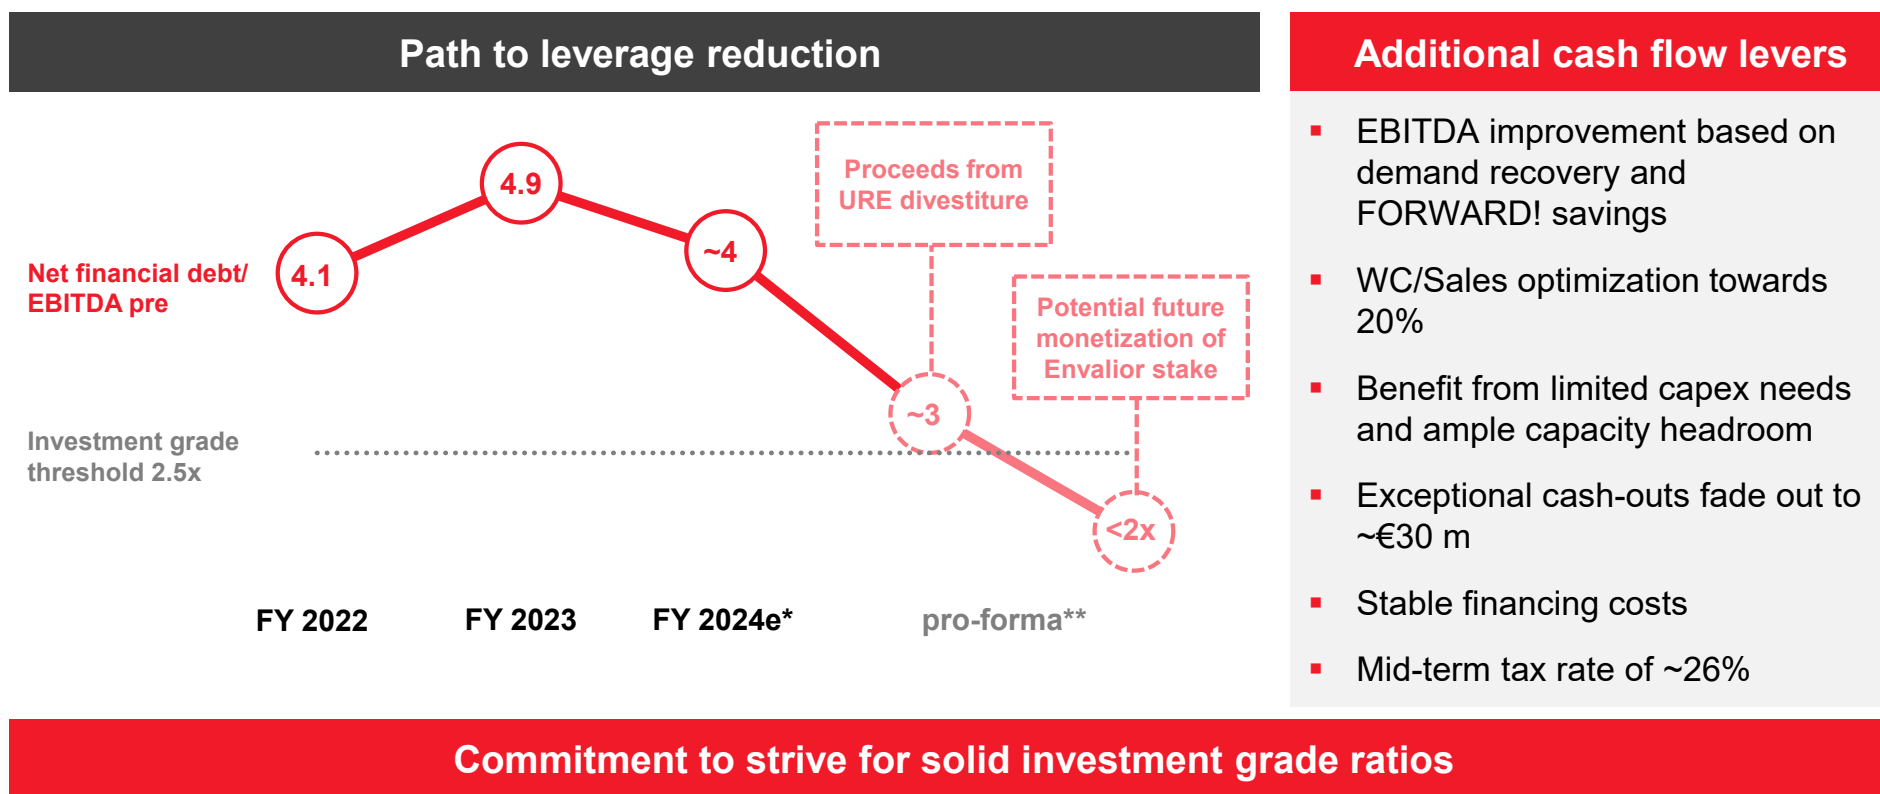 Path to leverage reduction
Net financial debt/
EBITDA pre
4.1
4.9
~4
Proceeds from
URE divestiture
~3
Potential future
monetization of
Envalior stake
<2x
Investment grade
threshold 2.5x
FY 2022
FY 2023
FY 2024e*
pro-forma**
Additional cash flow levers
▪ EBITDA improvement based on
demand recovery and
FORWARD! savings
▪ WC/Sales optimization towards
20%
▪ Benefit from limited capex needs
and ample capacity headroom
▪ Exceptional cash-outs fade out to
~€30 m
▪ Stable financing costs
▪ Mid-term tax rate of ~26%
Commitment to strive for solid investment grade ratios